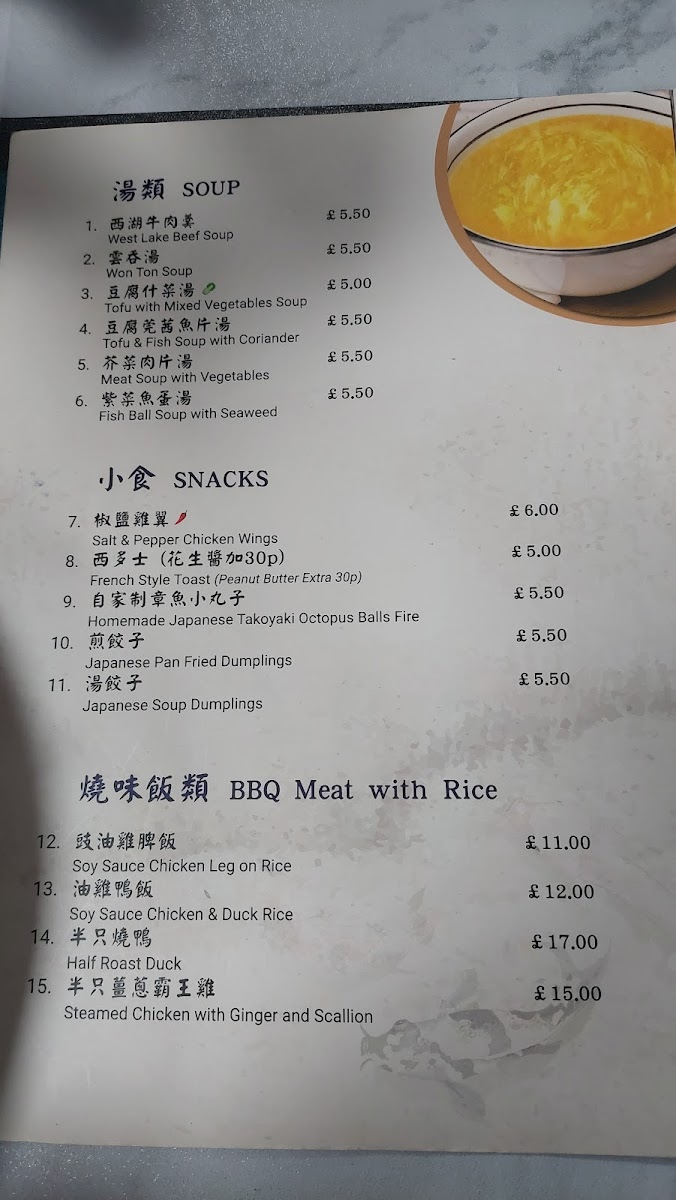 湯類 SOUP
1. 西湖牛肉羹 £ 5.50
West Lake Beef Soup
2. 雲吞湯 £ 5.50
Won Ton Soup
3. 豆腐什菜湯 £ 5.00
Tofu with Mixed Vegetables Soup
4. 豆腐莞茜魚片湯 £ 5.50
Tofu & Fish Soup with Coriander
5. 芥菜肉片湯 £ 5.50
Meat Soup with Vegetables
6. 紫菜魚蛋湯 £ 5.50
Fish Ball Soup with Seaweed
小食 SNACKS
7. 椒鹽雞翼 £ 6.00
Salt & Pepper Chicken Wings
8. 西多士 (花生醬加30p) £ 5.00
French Style Toast (Peanut Butter Extra 30p)
9. 自家制章魚小丸子 £ 5.50
Homemade Japanese Takoyaki Octopus Balls Fire
10. 煎餃子 £ 5.50
Japanese Pan Fried Dumplings
11. 湯餃子 £ 5.50
Japanese Soup Dumplings
燒味飯類 BBQ Meat with Rice
12. 豉油雞脾飯 £ 11.00
Soy Sauce Chicken Leg on Rice
13. 油雞鴨飯 £ 12.00
Soy Sauce Chicken & Duck Rice
14. 半只燒鴨 £ 17.00
Half Roast Duck
15. 半只薑蔥霸王雞 £ 15.00
Steamed Chicken with Ginger and Scallion